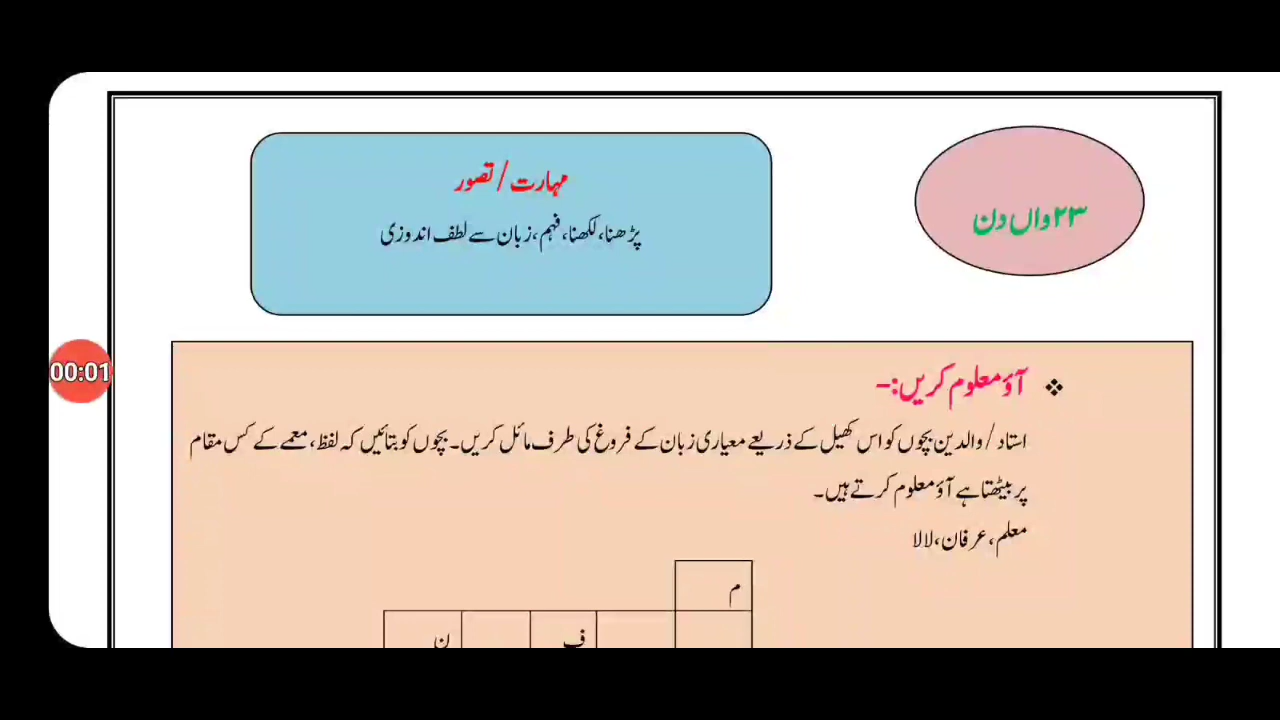 ۲۳ واں دن
مہارت / تصور
پڑھنا، لکھنا، فہم، زبان سے لطف اندوزی
00:01
❖ آؤ معلوم کریں:-
استاد / والدین بچوں کو اس کھیل کے ذریعے معیاری زبان کے فروغ کی طرف مائل کریں۔ بچوں کو بتائیں کہ لفظ، معمے کے کس مقام
پر بیٹھتا ہے آؤ معلوم کرتے ہیں۔
معلم، عرفان، لالا
م
ف ن